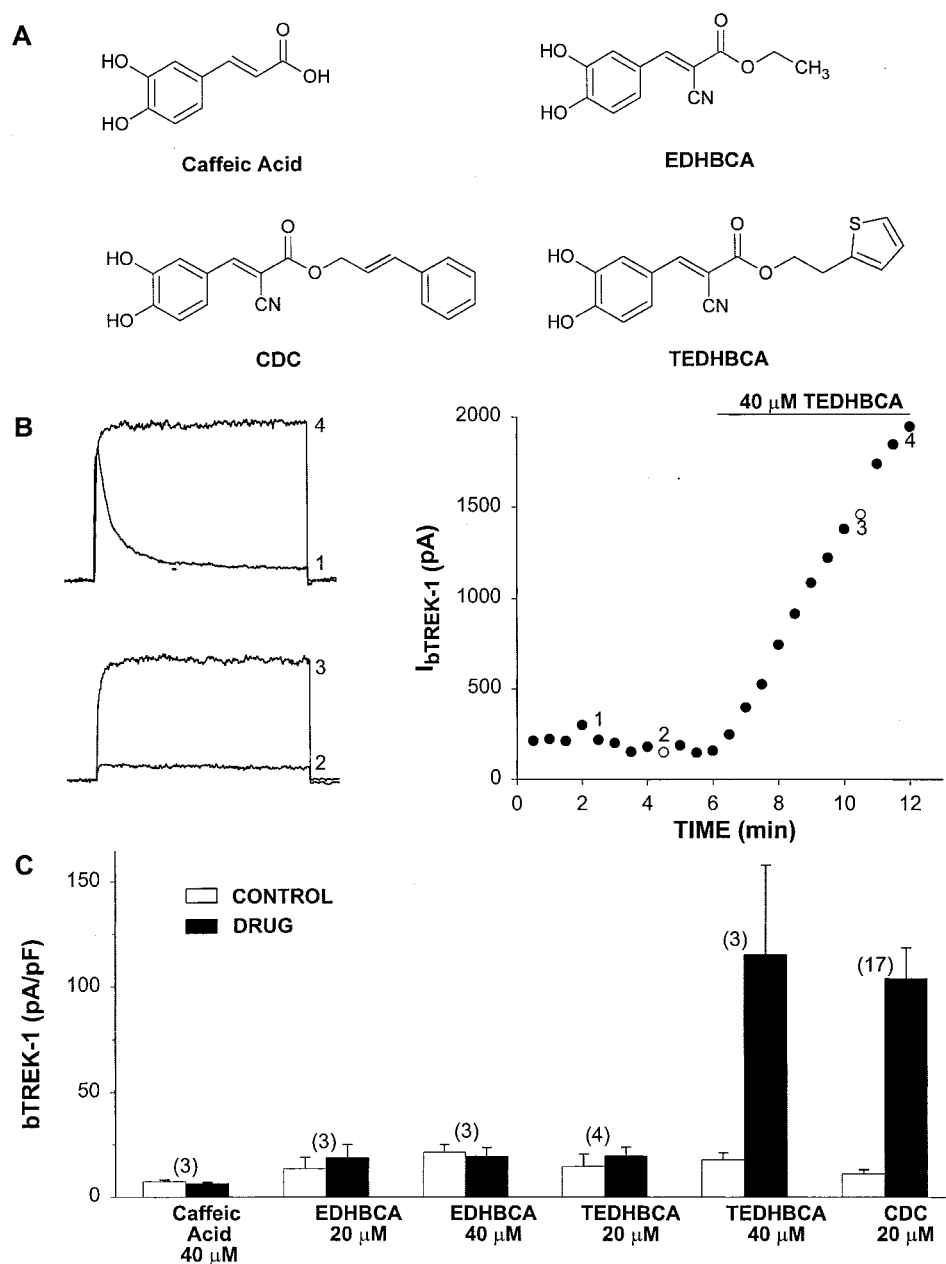 A
HO
HO
O
OH
Caffeic Acid
HO
HO
O
O
CH3
CN
EDHBCA
HO
HO
O
O
CN
CDC
HO
HO
O
O
S
CN
TEDHBCA
B
4
1
3
2
40 μM TEDHBCA
2000
1500
1000
500
0
IbTREK-1 (pA)
1
2
3
4
0 2 4 6 8 10 12
TIME (min)
C
150
100
50
0
bTREK-1 (pA/pF)
CONTROL
DRUG
(3)
(3)
(3)
(4)
(3)
(17)
Caffeic
Acid
40 μM
EDHBCA
20 μM
EDHBCA
40 μM
TEDHBCA
20 μM
TEDHBCA
40 μM
CDC
20 μM